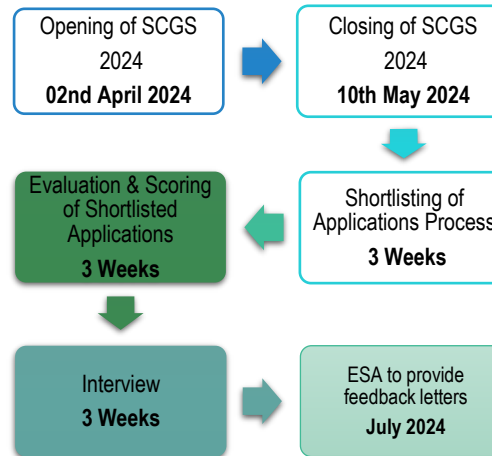 Opening of SCGS
2024
02nd April 2024
Closing of SCGS
2024
10th May 2024
Evaluation & Scoring
of Shortlisted
Applications
3 Weeks
Shortlisting of
Applications Process
3 Weeks
Interview
3 Weeks
ESA to provide
feedback letters
July 2024